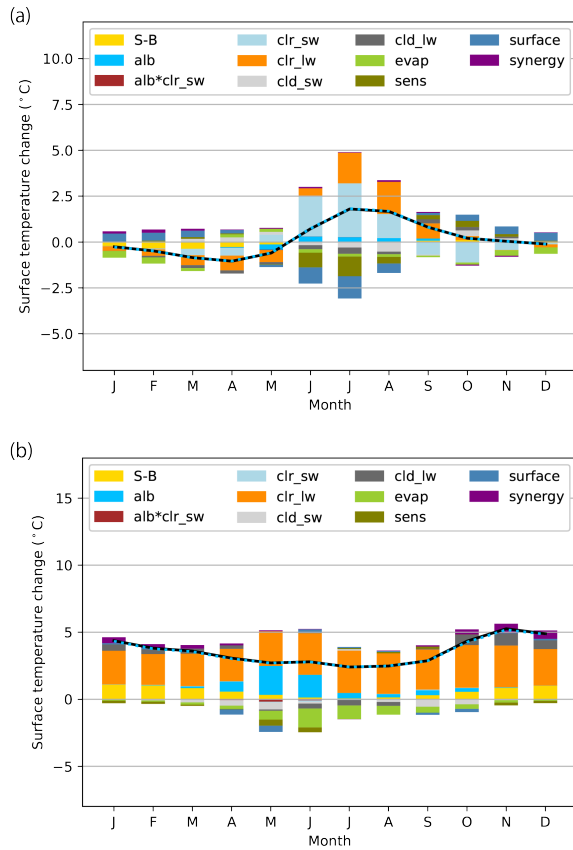 (a)
S-B clr_sw cld_lw surface
alb clr_lw evap synergy
alb*clr_sw cld_sw sens
10.0
7.5
5.0
2.5
0.0
−2.5
−5.0
Surface temperature change (°C)
J F M A M J J A S O N D
Month
(b)
S-B clr_sw cld_lw surface
alb clr_lw evap synergy
alb*clr_sw cld_sw sens
15
10
5
0
−5
Surface temperature change (°C)
J F M A M J J A S O N D
Month